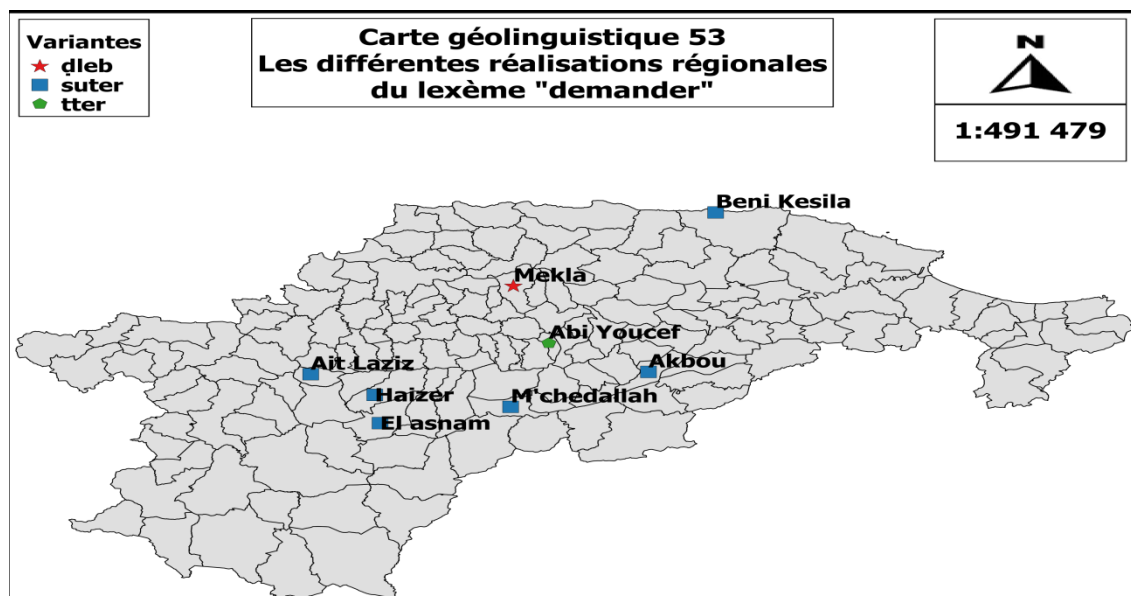 Variantes
ḍleb
suter
tter
Carte géolinguistique 53
Les différentes réalisations régionales
du lexème "demander"
N
1:491 479
Beni Kesila
Mekla
Abi Youcef
Ait Laziz
Akbou
Haizer
M'chedallah
El asnam